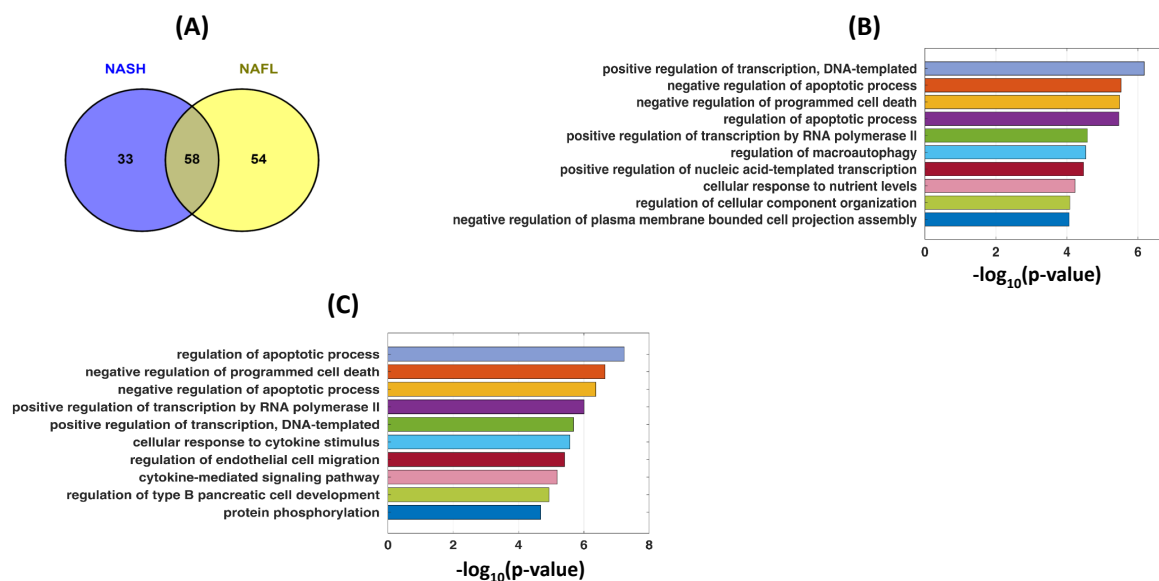 (A)
NASH NAFL
33 58 54
(B)
positive regulation of transcription, DNA-templated
negative regulation of apoptotic process
negative regulation of programmed cell death
regulation of apoptotic process
positive regulation of transcription by RNA polymerase II
regulation of macroautophagy
positive regulation of nucleic acid-templated transcription
cellular response to nutrient levels
regulation of cellular component organization
negative regulation of plasma membrane bounded cell projection assembly
0 2 4 6
-log10(p-value)
(C)
regulation of apoptotic process
negative regulation of programmed cell death
negative regulation of apoptotic process
positive regulation of transcription by RNA polymerase II
positive regulation of transcription, DNA-templated
cellular response to cytokine stimulus
regulation of endothelial cell migration
cytokine-mediated signaling pathway
regulation of type B pancreatic cell development
protein phosphorylation
0 2 4 6 8
-log10(p-value)